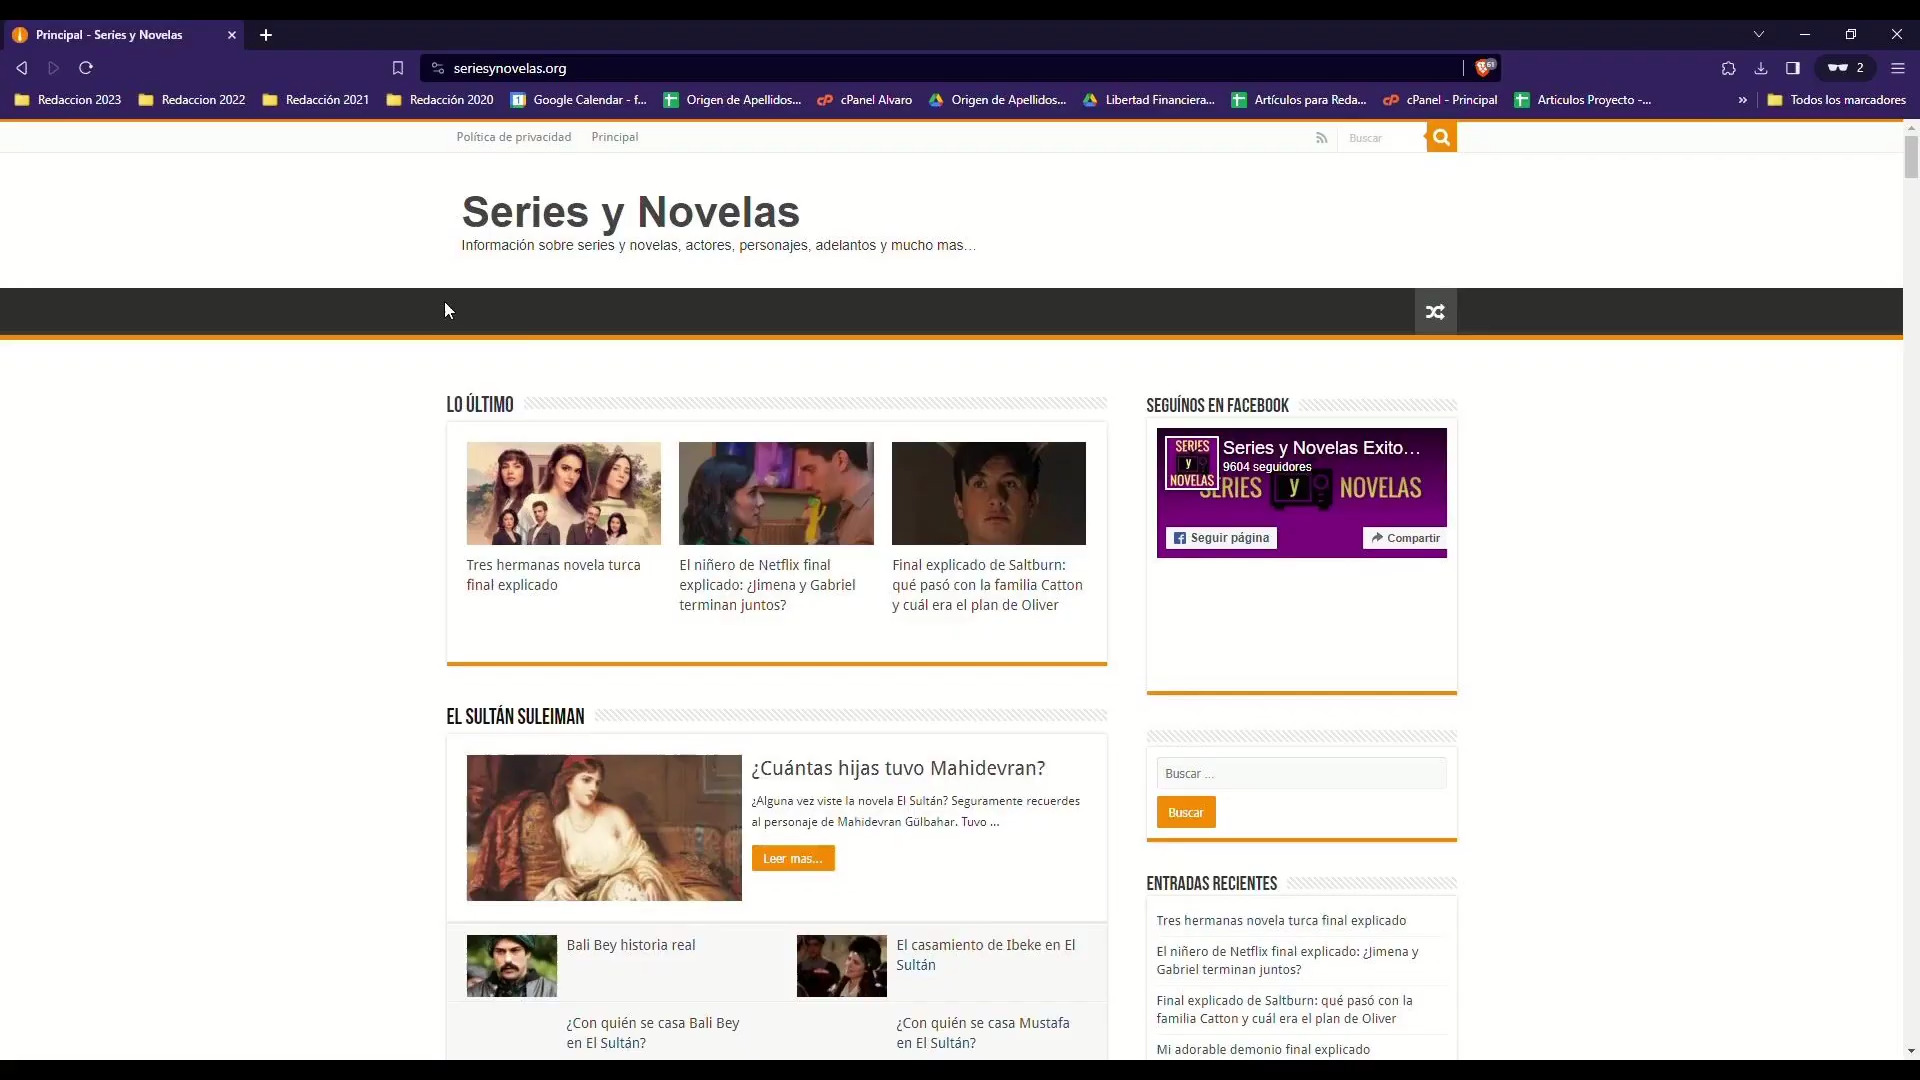 Principal - Series y Novelas
seriesynovelas.org
61
2
Redaccion 2023
Redaccion 2022
Redacción 2021
Redacción 2020
Google Calendar - f...
Origen de Apellidos...
cPanel Alvaro
Origen de Apellidos...
Libertad Financiera...
Artículos para Reda...
cPanel - Principal
Articulos Proyecto -...
»
Todos los marcadores
Política de privacidad
Principal
Buscar
Series y Novelas
Información sobre series y novelas, actores, personajes, adelantos y mucho mas…
LO ÚLTIMO
Tres hermanas novela turca
final explicado
El niñero de Netflix final
explicado: ¿Jimena y Gabriel
terminan juntos?
Final explicado de Saltburn:
qué pasó con la familia Catton
y cuál era el plan de Oliver
SEGUÍNOS EN FACEBOOK
SERIES
y
NOVELAS
Series y Novelas Exito...
9604 seguidores
SERIES y NOVELAS
Seguir página
Compartir
EL SULTÁN SULEIMAN
¿Cuántas hijas tuvo Mahidevran?
¿Alguna vez viste la novela El Sultán? Seguramente recuerdes
al personaje de Mahidevran Gülbahar. Tuvo ...
Leer mas...
Bali Bey historia real
El casamiento de Ibeke en El
Sultán
¿Con quién se casa Bali Bey
en El Sultán?
¿Con quién se casa Mustafa
en El Sultán?
Buscar ...
Buscar
ENTRADAS RECIENTES
Tres hermanas novela turca final explicado
El niñero de Netflix final explicado: ¿Jimena y
Gabriel terminan juntos?
Final explicado de Saltburn: qué pasó con la
familia Catton y cuál era el plan de Oliver
Mi adorable demonio final explicado